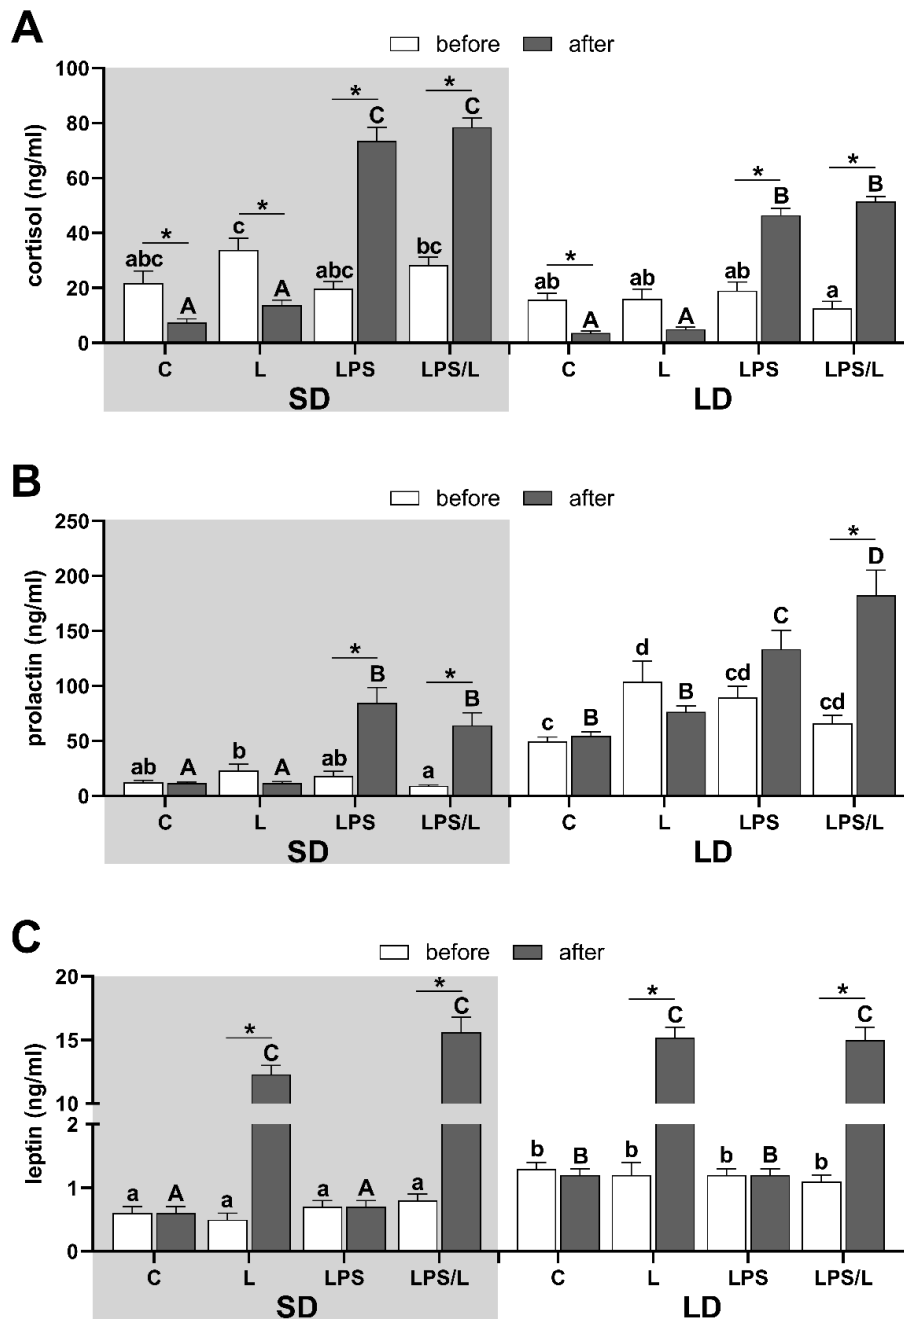 A
before after
cortisol (ng/ml)
100
80
60
40
20
0
* * * * * * *
abc A c A abc C bc C ab A ab A ab B a B
C L LPS LPS/L C L LPS LPS/L
SD LD
B
before after
prolactin (ng/ml)
250
200
150
100
50
0
* * *
ab A b A ab B a B c B d B cd C cd D
C L LPS LPS/L C L LPS LPS/L
SD LD
C
before after
leptin (ng/ml)
20
15
10
2
1
0
* * * *
a A a C a A a C b B b C b B b C
C L LPS LPS/L C L LPS LPS/L
SD LD